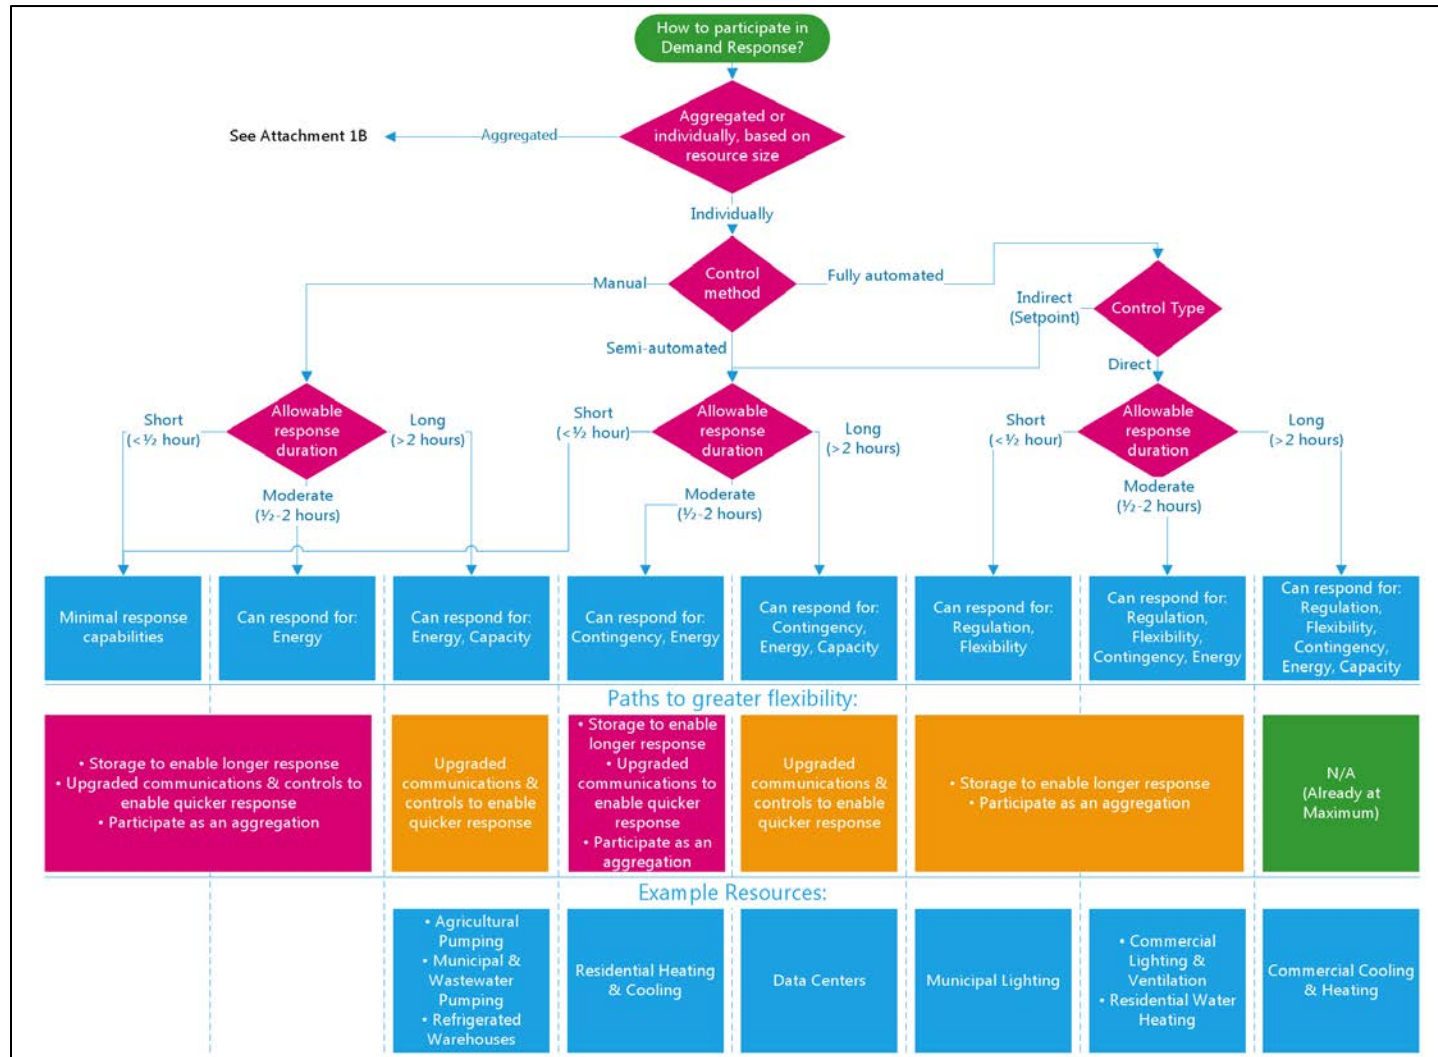 How to participate in
Demand Response?
Aggregated or
individually, based on
resource size
Aggregated
See Attachment 1B
Individually
Control
method
Manual
Fully automated
Semi-automated
Indirect
(Setpoint)
Control Type
Direct
Allowable
response
duration
Short
(<½ hour)
Long
(>2 hours)
Moderate
(½-2 hours)
Allowable
response
duration
Short
(<½ hour)
Long
(>2 hours)
Moderate
(½-2 hours)
Allowable
response
duration
Short
(<½ hour)
Long
(>2 hours)
Moderate
(½-2 hours)
Minimal response
capabilities
Can respond for:
Energy
Can respond for:
Energy, Capacity
Can respond for:
Contingency, Energy
Can respond for:
Contingency,
Energy, Capacity
Can respond for:
Regulation,
Flexibility
Can respond for:
Regulation,
Flexibility,
Contingency, Energy
Can respond for:
Regulation,
Flexibility,
Contingency,
Energy, Capacity
Paths to greater flexibility:
• Storage to enable longer response
• Upgraded communications & controls to
enable quicker response
• Participate as an aggregation
Upgraded
communications &
controls to enable
quicker response
• Storage to enable
longer response
• Upgraded
communications to
enable quicker
response
• Participate as an
aggregation
Upgraded
communications &
controls to enable
quicker response
• Storage to enable longer response
• Participate as an aggregation
N/A
(Already at
Maximum)
Example Resources:
• Agricultural
Pumping
• Municipal &
Wastewater
Pumping
• Refrigerated
Warehouses
Residential Heating
& Cooling
Data Centers
Municipal Lighting
• Commercial
Lighting &
Ventilation
• Residential Water
Heating
Commercial Cooling
& Heating